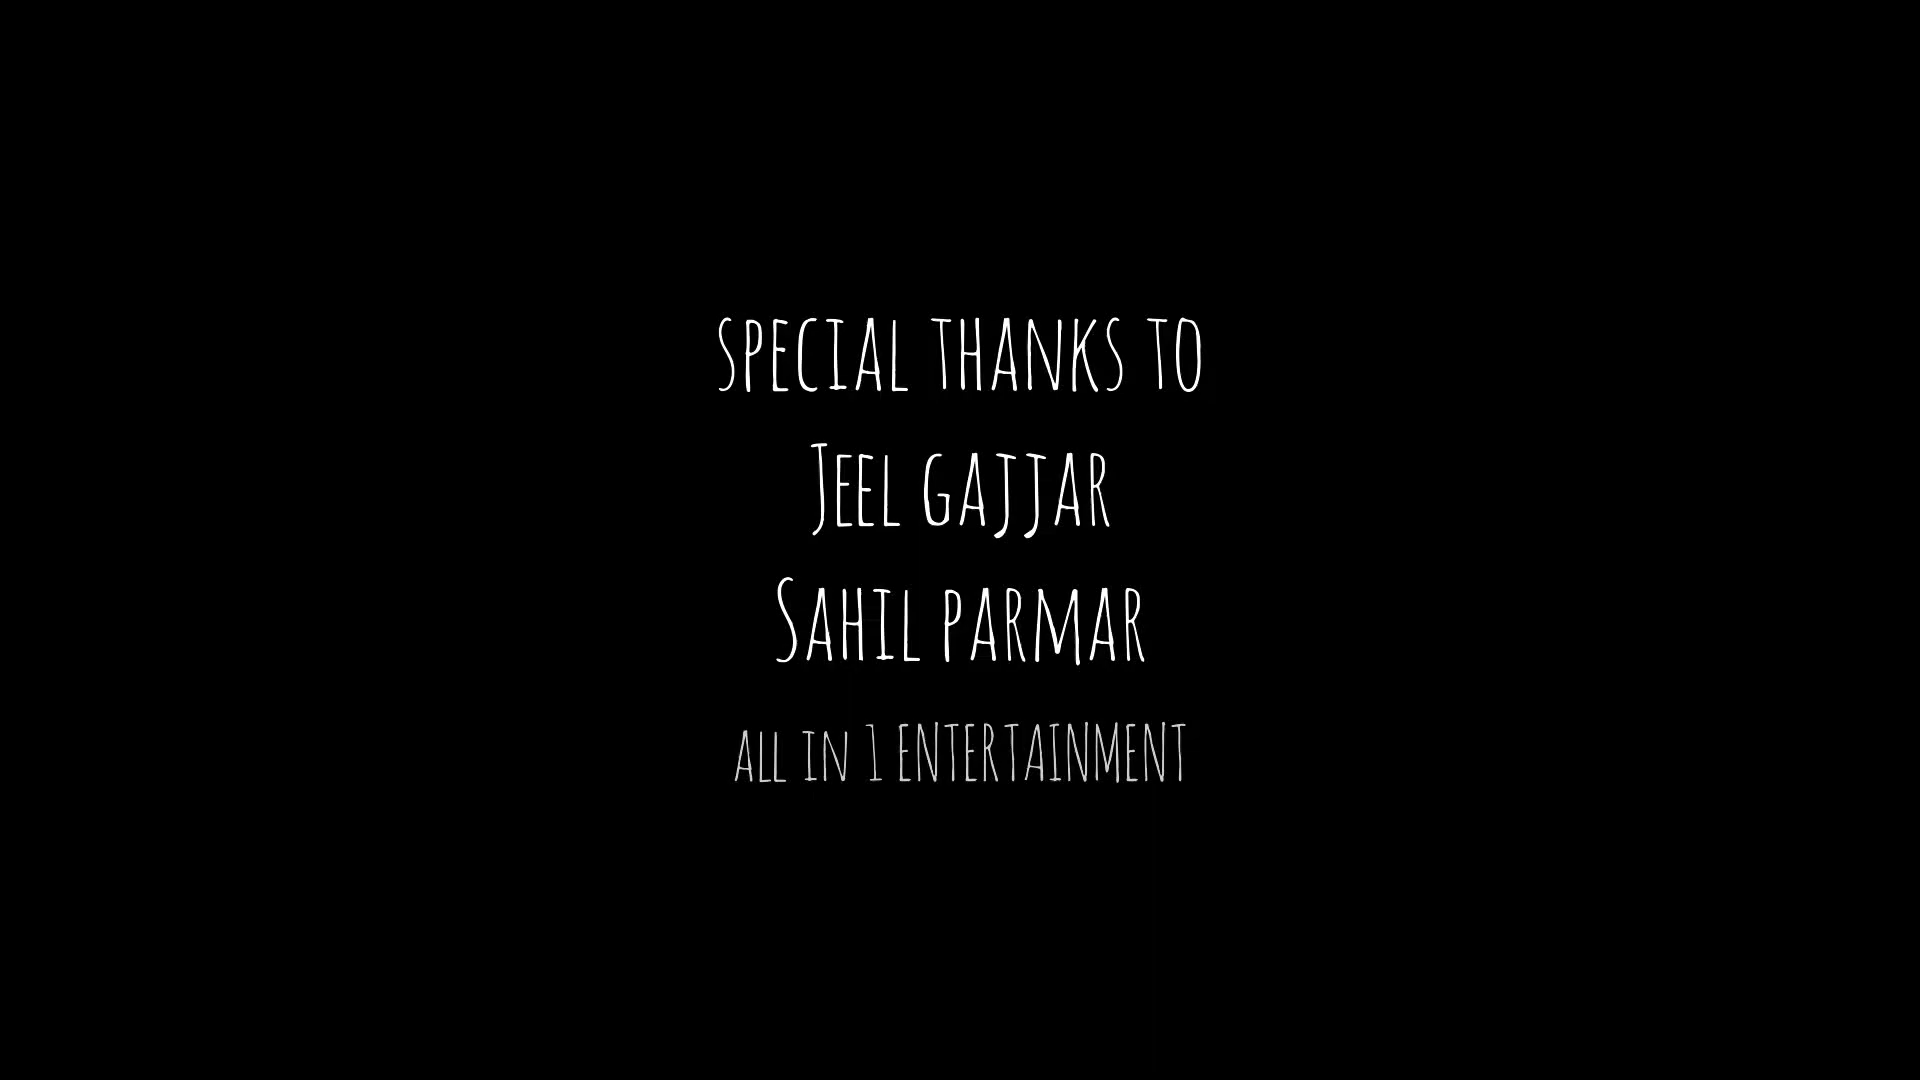 SPECIAL THANKS TO
JEEL GAJJAR
SAHIL PARMAR
ALL IN 1 ENTERTAINMENT